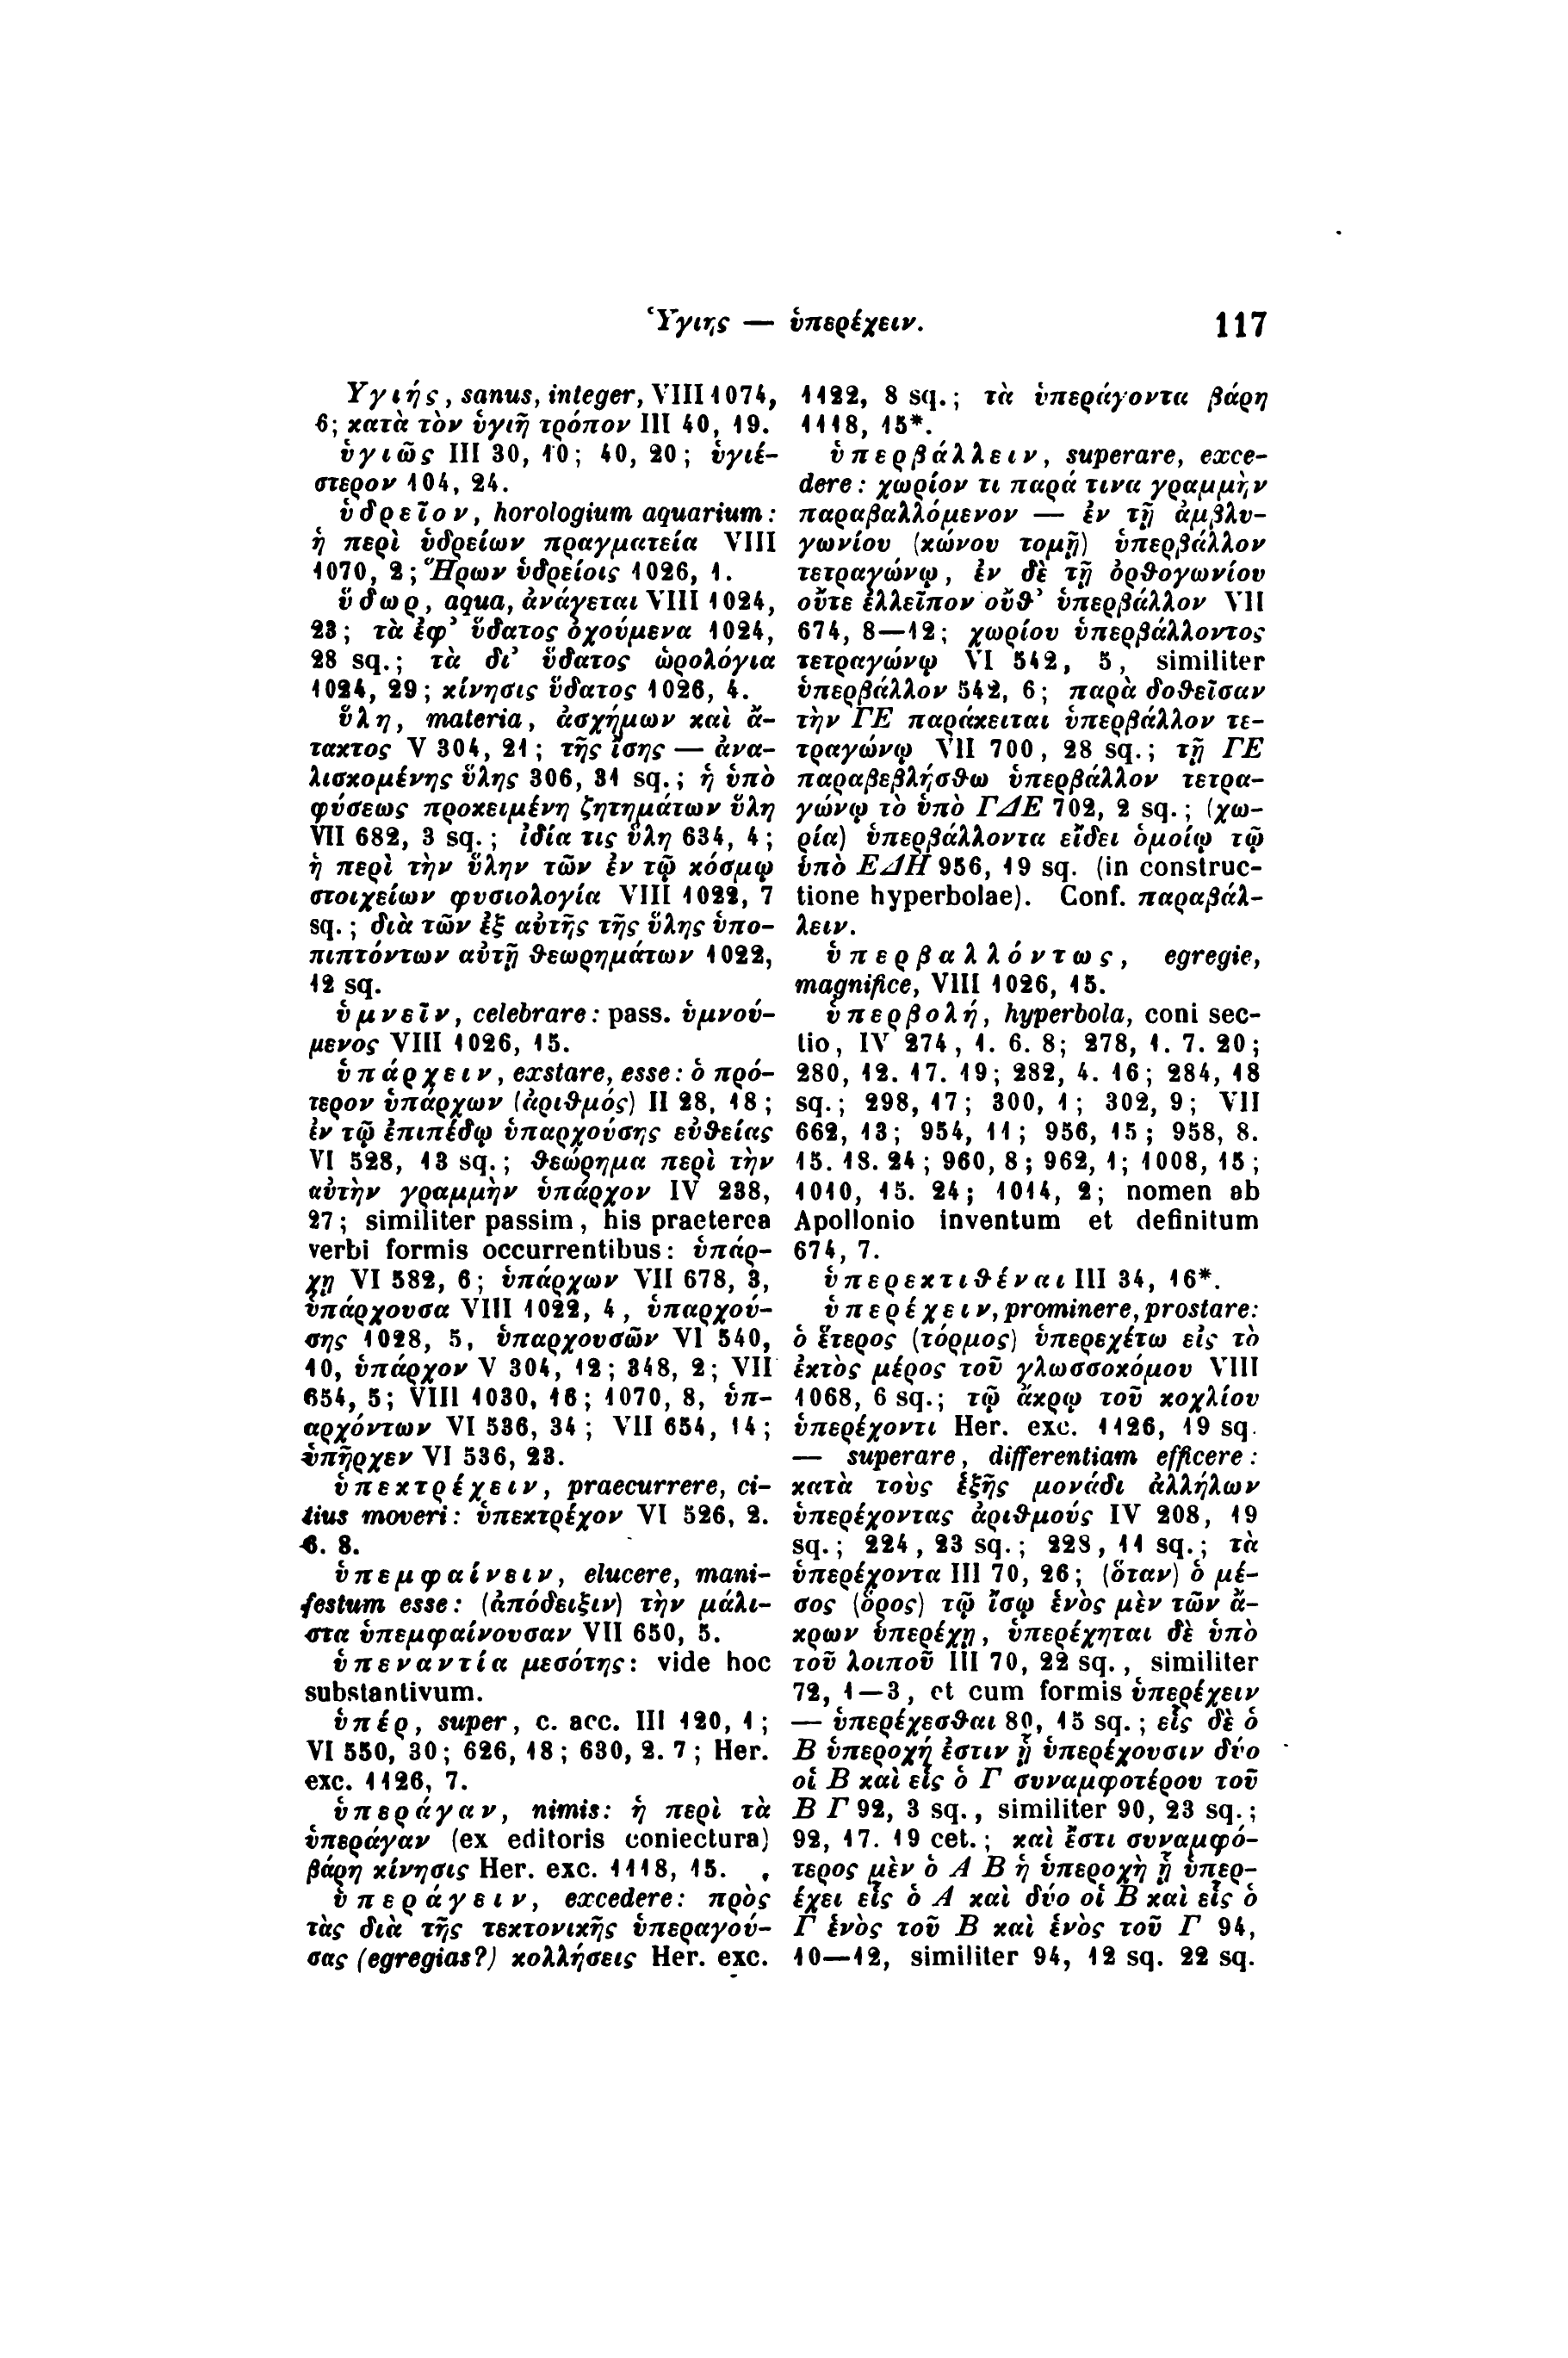 Ὑγιής — ὑπερέχειν.
117
Υγιής, sanus, integer, VIII 1074,
6; κατὰ τὸν ὑγιῆ τρόπον III 40, 19.
ὑγιῶς III 30, 10; 40, 20; ὑγιέ-
στερον 104, 24.
ὑδρεῖον, horologium aquarium:
ἡ περὶ ὑδρείων πραγματεία VIII
1070, 2; Ἥρων ὑδρείοις 1026, 1.
ὕδωρ, aqua, ἀνάγεται VIII 1024,
23; τὰ ἐφ’ ὕδατος ὀχούμενα 1024,
28 sq.; τὰ δι’ ὕδατος ὡρολόγια
1024, 29; κίνησις ὕδατος 1026, 4.
ὕλη, materia, ἀσχήμων καὶ ἄ-
τακτος V 304, 21; τῆς ἴσης — ἀνα-
λισκομένης ὕλης 306, 31 sq.; ἡ ὑπὸ
φύσεως προκειμένη ζητημάτων ὕλη
VII 682, 3 sq.; ἰδία τις ὕλη 634, 4;
ἡ περὶ τὴν ὕλην τῶν ἐν τῷ κόσμῳ
στοιχείων φυσιολογία VIII 1022, 7
sq.; διὰ τῶν ἐξ αὐτῆς τῆς ὕλης ὑπο-
πιπτόντων αὐτῇ θεωρημάτων 1022,
12 sq.
ὑμνεῖν, celebrare: pass. ὑμνού-
μενος VIII 1026, 15.
ὑπάρχειν, exstare, esse: ὁ πρό-
τερον ὑπάρχων (ἀριθμός) II 28, 18;
ἐν τῷ ἐπιπέδῳ ὑπαρχούσης εὐθείας
VI 528, 13 sq.; θεώρημα περὶ τὴν
αὐτὴν γραμμὴν ὑπάρχον IV 238,
27; similiter passim, his praeterea
verbi formis occurrentibus: ὑπάρ-
χῃ VI 582, 6; ὑπάρχων VII 678, 3,
ὑπάρχουσα VIII 1022, 4, ὑπαρχού-
σης 1028, 5, ὑπαρχουσῶν VI 540,
10, ὑπάρχον V 304, 12; 348, 2; VII
654, 5; VIII 1030, 16; 1070, 8, ὑπ-
αρχόντων VI 536, 34; VII 654, 14;
ὑπῆρχεν VI 536, 23.
ὑπεκτρέχειν, praecurrere, ci-
tius moveri: ὑπεκτρέχον VI 526, 2.
6. 8.
ὑπεμφαίνειν, elucere, mani-
festum esse: (ἀπόδειξιν) τὴν μάλι-
στα ὑπεμφαίνουσαν VII 650, 5.
ὑπεναντία μεσότης: vide hoc
substantivum.
ὑπέρ, super, c. acc. III 120, 1;
VI 550, 30; 626, 18; 630, 2. 7; Her.
exc. 1126, 7.
ὑπεράγαν, nimis: ἡ περὶ τὰ
ὑπεράγαν (ex editoris coniectura)
βάρη κίνησις Her. exc. 1118, 15.
ὑπεράγειν, excedere: πρὸς
τὰς διὰ τῆς τεκτονικῆς ὑπεραγού-
σας (egregias?) κολλήσεις Her. exc.
1122, 8 sq.; τὰ ὑπεράγοντα βάρη
1118, 15*.
ὑπερβάλλειν, superare, exce-
dere: χωρίον τι παρά τινα γραμμὴν
παραβαλλόμενον — ἐν τῇ ἀμβλυ-
γωνίου (κώνου τομῇ) ὑπερβάλλον
τετραγώνῳ, ἐν δὲ τῇ ὀρθογωνίου
οὔτε ἐλλεῖπον οὔθ’ ὑπερβάλλον VII
674, 8—12; χωρίου ὑπερβάλλοντος
τετραγώνῳ VI 542, 5, similiter
ὑπερβάλλον 542, 6; παρὰ δοθεῖσαν
τὴν ΓΕ παράκειται ὑπερβάλλον τε-
τραγώνῳ VII 700, 28 sq.; τῇ ΓΕ
παραβεβλήσθω ὑπερβάλλον τετρα-
γώνῳ τὸ ὑπὸ ΓΔΕ 702, 2 sq.; (χω-
ρία) ὑπερβάλλοντα εἴδει ὁμοίῳ τῷ
ὑπὸ ΕΔΗ 956, 19 sq. (in construc-
tione hyperbolae). Conf. παραβάλ-
λειν.
ὑπερβαλλόντως, egregie,
magnifice, VIII 1026, 15.
ὑπερβολή, hyperbola, coni sec-
tio, IV 274, 1. 6. 8; 278, 1. 7. 20;
280, 12. 17. 19; 282, 4. 16; 284, 18
sq.; 298, 17; 300, 1; 302, 9; VII
662, 13; 954, 11; 956, 15; 958, 8.
15. 18. 24; 960, 8; 962, 1; 1008, 15;
1010, 15. 24; 1014, 2; nomen ab
Apollonio inventum et definitum
674, 7.
ὑπερεκτιθέναι III 34, 16*.
ὑπερέχειν, prominere, prostare:
ὁ ἕτερος (τόρμος) ὑπερεχέτω εἰς τὸ
ἐκτὸς μέρος τοῦ γλωσσοκόμου VIII
1068, 6 sq.; τῷ ἄκρῳ τοῦ κοχλίου
ὑπερέχοντι Her. exc. 1126, 19 sq.
— superare, differentiam efficere:
κατὰ τοὺς ἑξῆς μονάδι ἀλλήλων
ὑπερέχοντας ἀριθμούς IV 208, 19
sq.; 224, 23 sq.; 228, 11 sq.; τὰ
ὑπερέχοντα III 70, 26; (ὅταν) ὁ μέ-
σος (ὅρος) τῷ ἴσῳ ἑνὸς μὲν τῶν ἄ-
κρων ὑπερέχῃ, ὑπερέχηται δὲ ὑπὸ
τοῦ λοιποῦ III 70, 22 sq., similiter
72, 1—3, et cum formis ὑπερέχειν
— ὑπερέχεσθαι 80, 15 sq.; εἷς δὲ ὁ
Β ὑπεροχή ἐστιν ᾗ ὑπερέχουσιν δύο
οἱ Β καὶ εἷς ὁ Γ συναμφοτέρου τοῦ
Β Γ 92, 3 sq., similiter 90, 23 sq.;
92, 17. 19 cet.; καὶ ἔστι συναμφό-
τερος μὲν ὁ Α Β ἡ ὑπεροχὴ ᾗ ὑπερ-
έχει εἷς ὁ Α καὶ δύο οἱ Β καὶ εἷς ὁ
Γ ἑνὸς τοῦ Β καὶ ἑνὸς τοῦ Γ 94,
10—12, similiter 94, 12 sq. 22 sq.